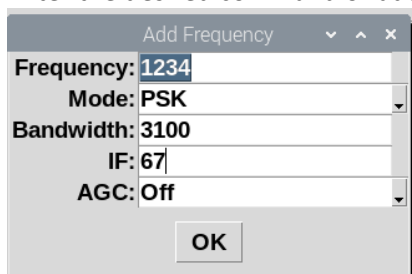 Add Frequency
Frequency: 1234
Mode: PSK
Bandwidth: 3100
IF: 67
AGC: Off
OK